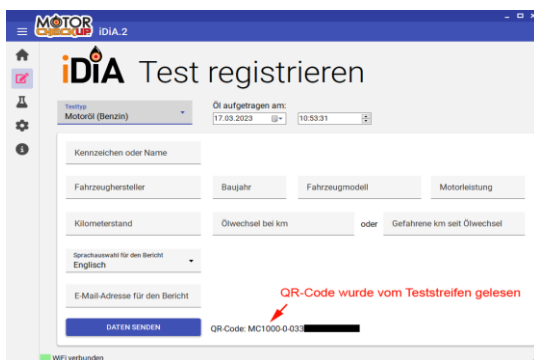 MOTOR
CHECKUP iDiA.2
iDiA Test registrieren
Testtyp
Motoröl (Benzin)
Öl aufgetragen am:
17.03.2023 10:53:31
Kennzeichen oder Name
Fahrzeughersteller Baujahr Fahrzeugmodell Motorleistung
Kilometerstand Ölwechsel bei km oder Gefahrene km seit Ölwechsel
Sprachauswahl für den Bericht
Englisch
E-Mail-Adresse für den Bericht
QR-Code wurde vom Teststreifen gelesen
DATEN SENDEN QR-Code: MC1000-0-033
WiFi verbunden